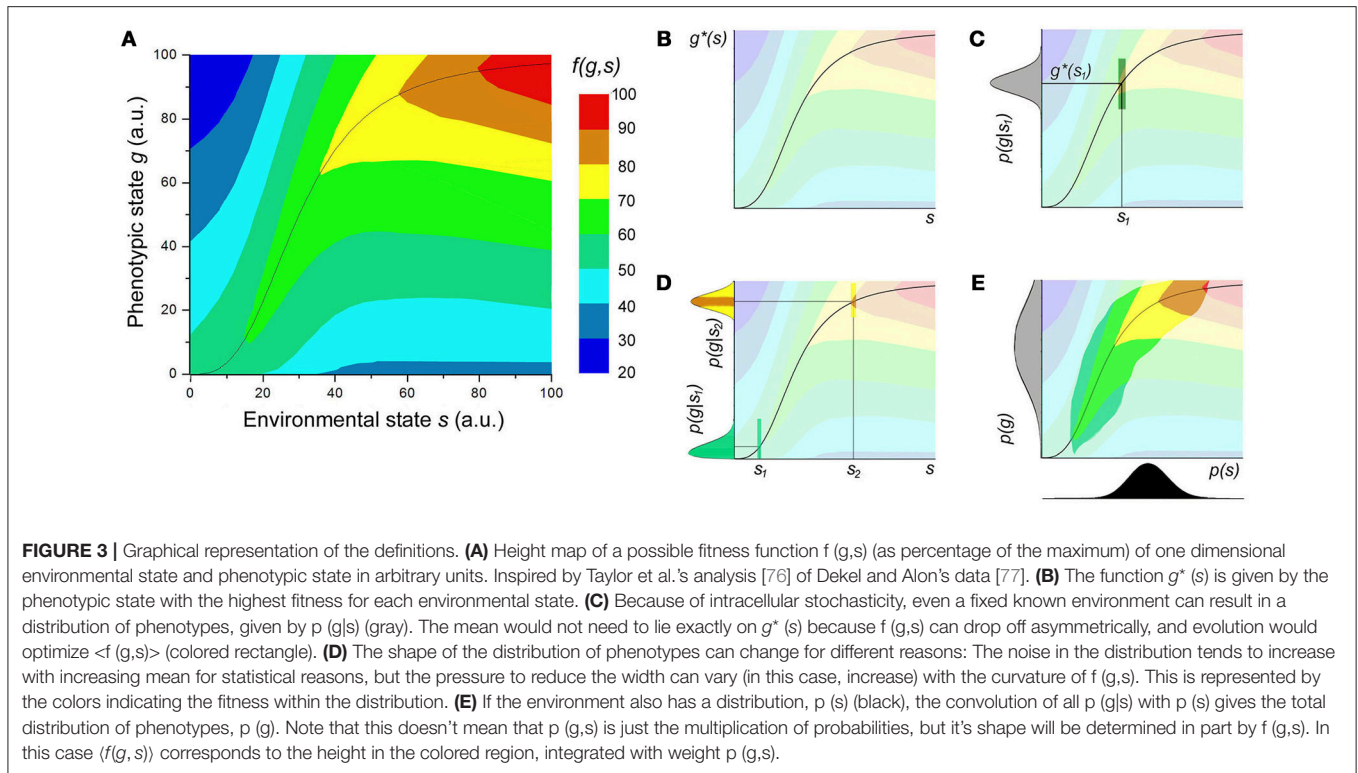 A
100
80
60
40
20
0
Phenotypic state g (a.u.)
0 20 40 60 80 100
Environmental state s (a.u.)
f(g,s)
100
90
80
70
60
50
40
30
20
B
g*(s)
s
C
g*(s₁)
p(g|s₁)
s₁
D
p(g|s₂)
p(g|s₁)
s₁ s₂ s
E
p(g)
p(s)
FIGURE 3 | Graphical representation of the definitions. (A) Height map of a possible fitness function f (g,s) (as percentage of the maximum) of one dimensional
environmental state and phenotypic state in arbitrary units. Inspired by Taylor et al.'s analysis [76] of Dekel and Alon's data [77]. (B) The function g* (s) is given by the
phenotypic state with the highest fitness for each environmental state. (C) Because of intracellular stochasticity, even a fixed known environment can result in a
distribution of phenotypes, given by p (g|s) (gray). The mean would not need to lie exactly on g* (s) because f (g,s) can drop off asymmetrically, and evolution would
optimize <f (g,s)> (colored rectangle). (D) The shape of the distribution of phenotypes can change for different reasons: The noise in the distribution tends to increase
with increasing mean for statistical reasons, but the pressure to reduce the width can vary (in this case, increase) with the curvature of f (g,s). This is represented by
the colors indicating the fitness within the distribution. (E) If the environment also has a distribution, p (s) (black), the convolution of all p (g|s) with p (s) gives the total
distribution of phenotypes, p (g). Note that this doesn't mean that p (g,s) is just the multiplication of probabilities, but it's shape will be determined in part by f (g,s). In
this case ⟨f(g, s)⟩ corresponds to the height in the colored region, integrated with weight p (g,s).